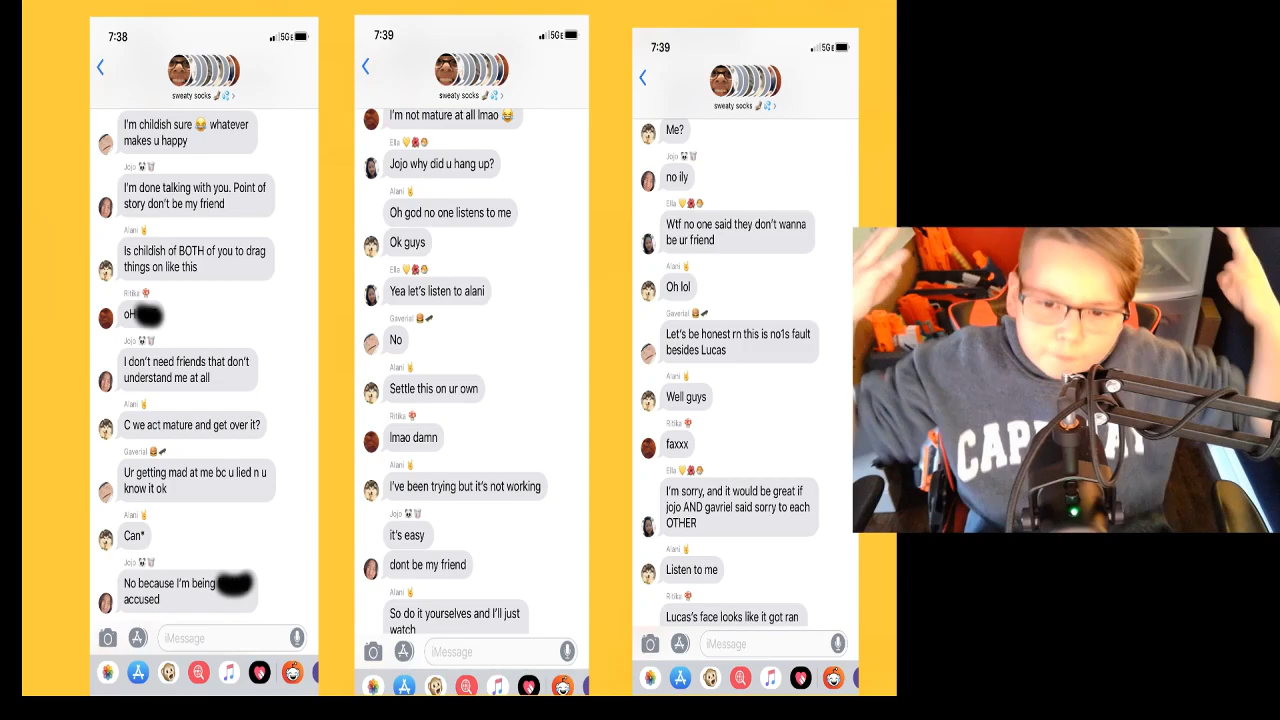 7:38
5GE
sweaty socks
I'm childish sure 😂 whatever
makes u happy
Jojo
I'm done talking with you. Point of
story don't be my friend
Alani
Is childish of BOTH of you to drag
things on like this
Ritika
oH
Jojo
I don't need friends that don't
understand me at all
Alani
C we act mature and get over it?
Gaverial
Ur getting mad at me bc u lied n u
know it ok
Alani
Can*
Jojo
No because I'm being
accused
iMessage
7:39
5GE
sweaty socks
I'm not mature at all lmao 😂
Ella
Jojo why did u hang up?
Alani
Oh god no one listens to me
Ok guys
Ella
Yea let's listen to alani
Gaverial
No
Alani
Settle this on ur own
Ritika
lmao damn
Alani
I've been trying but it's not working
Jojo
it's easy
dont be my friend
So do it yourselves and I'll just
watch
iMessage
7:39
5GE
sweaty socks
Me?
Jojo
no ily
Ella
Wtf no one said they don't wanna
be ur friend
Alani
Oh lol
Gaverial
Let's be honest rn this is no1s fault
besides Lucas
Alani
Well guys
Ritika
faxxx
Ella
I'm sorry, and it would be great if
jojo AND gavriel said sorry to each
OTHER
Alani
Listen to me
Ritika
Lucas's face looks like it got ran
iMessage